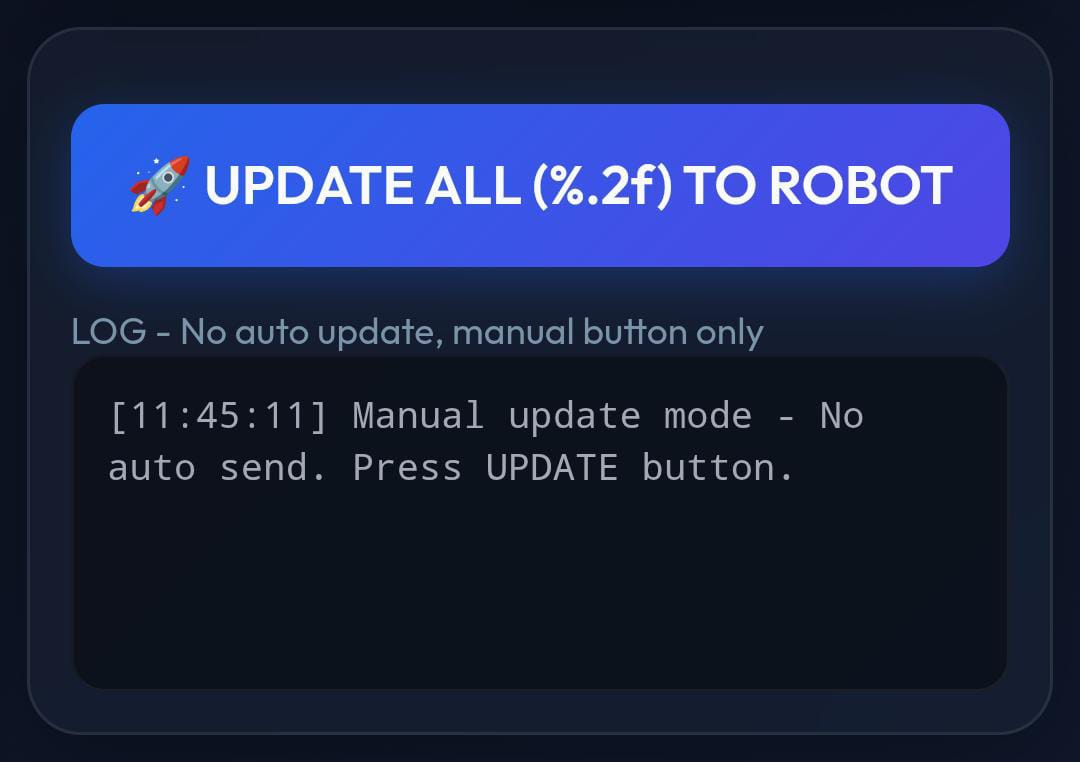 🚀 UPDATE ALL (%.2f) TO ROBOT
LOG - No auto update, manual button only
[11:45:11] Manual update mode - No
auto send. Press UPDATE button.